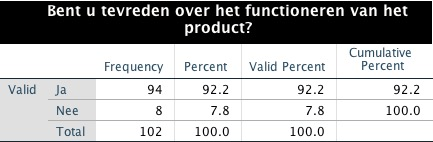 Bent u tevreden over het functioneren van het
product?
Frequency Percent Valid Percent Cumulative Percent
Valid Ja 94 92.2 92.2 92.2
Nee 8 7.8 7.8 100.0
Total 102 100.0 100.0